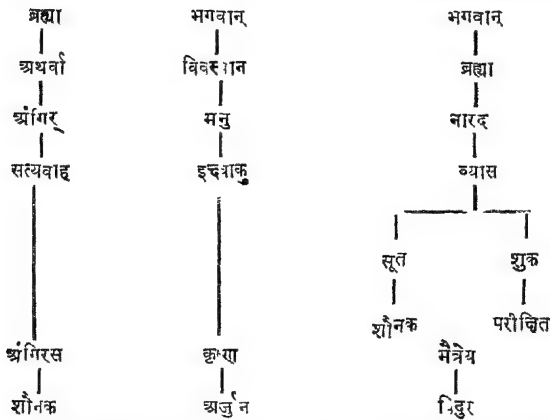 ब्रह्मा भगवान् भगवान्
अथर्वा विवस्वान ब्रह्मा
अंगिर् मनु नारद
सत्यवाह इक्ष्वाकु व्यास
सूत शुक
शौनक परीक्षित
मैत्रेय
अंगिरस कृष्ण
शौनक अर्जुन विदुर